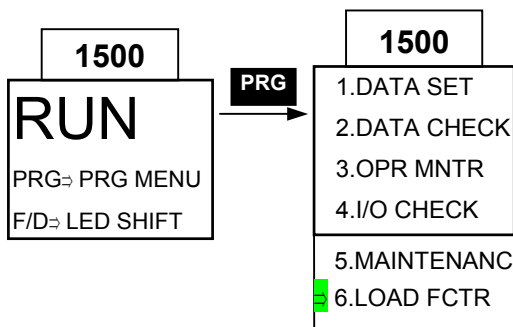 1500
RUN
PRG⇒ PRG MENU
F/D⇒ LED SHIFT
PRG
1500
1.DATA SET
2.DATA CHECK
3.OPR MNTR
4.I/O CHECK
5.MAINTENANC
⇒ 6.LOAD FCTR